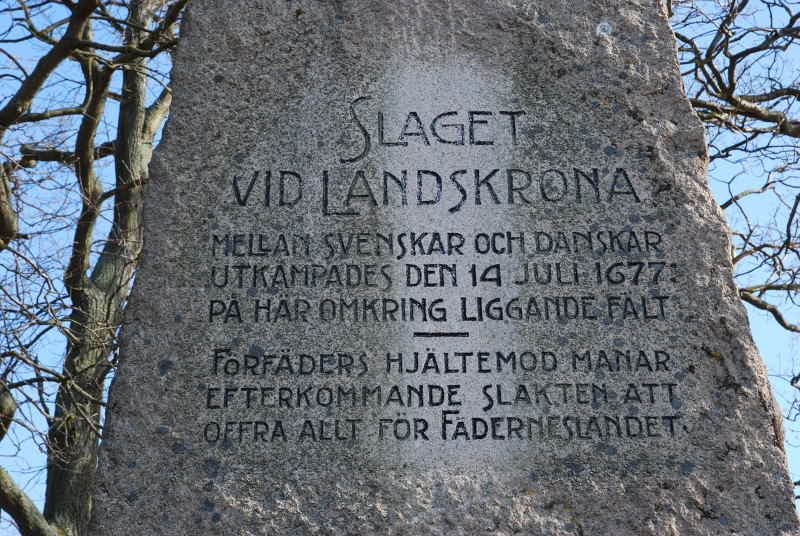 SLAGET
VID LANDSKRONA
MELLAN SVENSKAR OCH DANSKAR
UTKÄMPADES DEN 14 JULI 1677:
PÅ HÄR OMKRING LIGGANDE FÄLT.
FÖRFÄDERS HJÄLTEMOD MANAR
EFTERKOMMANDE SLÄKTEN ATT
OFFRA ALLT FÖR FÄDERNESLANDET.